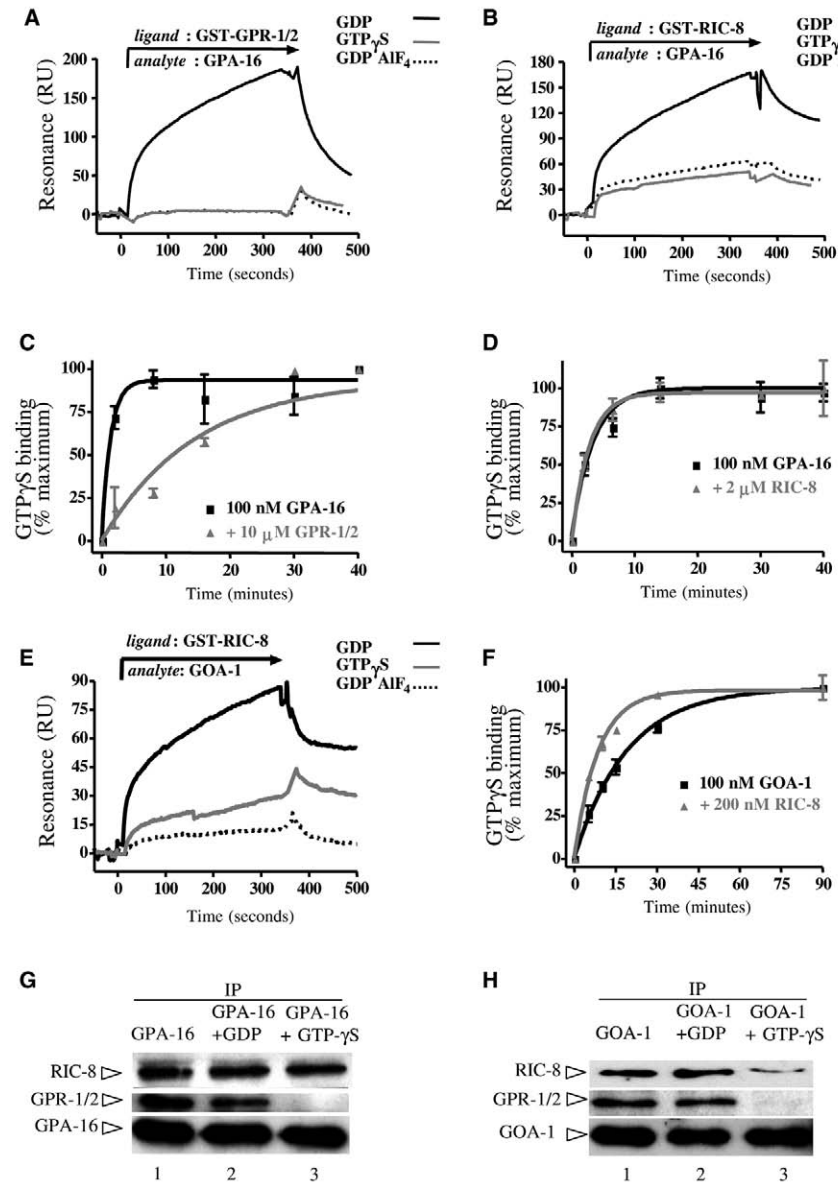 A
ligand : GST-GPR-1/2
analyte : GPA-16
GDP
GTPγS
GDP AlF4
Resonance (RU)
200
150
100
50
0
0 100 200 300 400 500
Time (seconds)
B
ligand : GST-RIC-8
analyte : GPA-16
GDP
GTPγ
GDP
Resonance (RU)
180
150
120
90
60
30
0
0 100 200 300 400 500
Time (seconds)
C
GTPγS binding
(% maximum)
100
75
50
25
0
100 nM GPA-16
+ 10 μM GPR-1/2
0 10 20 30 40
Time (minutes)
D
GTPγS binding
(% maximum)
100
75
50
25
0
100 nM GPA-16
+ 2 μM RIC-8
0 10 20 30 40
Time (minutes)
E
ligand : GST-RIC-8
analyte: GOA-1
GDP
GTPγS
GDP AlF4
Resonance (RU)
90
75
60
45
30
15
0
0 100 200 300 400 500
Time (seconds)
F
GTPγS binding
(% maximum)
100
75
50
25
0
100 nM GOA-1
+ 200 nM RIC-8
0 15 30 45 60 75 90
Time (minutes)
G
IP
GPA-16
GPA-16 +GDP
GPA-16 + GTP-γS
RIC-8
GPR-1/2
GPA-16
1 2 3
H
IP
GOA-1
GOA-1 +GDP
GOA-1 + GTP-γS
RIC-8
GPR-1/2
GOA-1
1 2 3